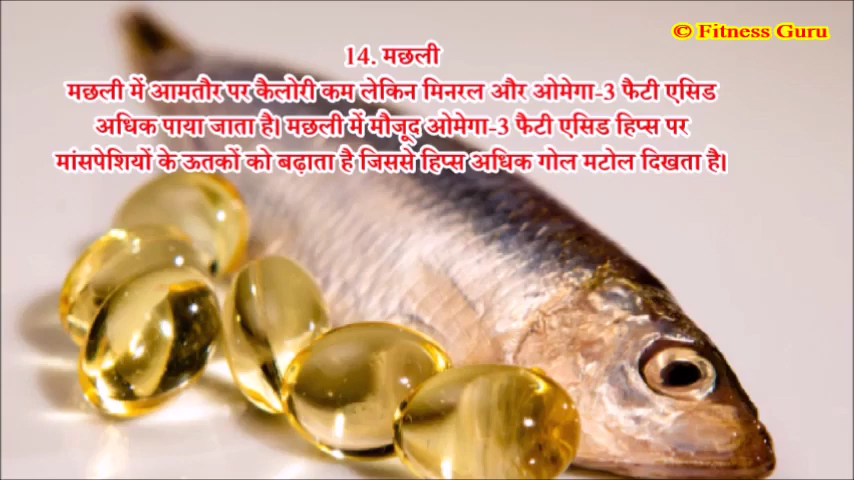 © Fitness Guru
14. मछली
मछली में आमतौर पर कैलोरी कम लेकिन मिनरल और ओमेगा-3 फैटी एसिड
अधिक पाया जाता है। मछली में मौजूद ओमेगा-3 फैटी एसिड हिप्स पर
मांसपेशियों के ऊतकों को बढ़ाता है जिससे हिप्स अधिक गोल मटोल दिखता है।